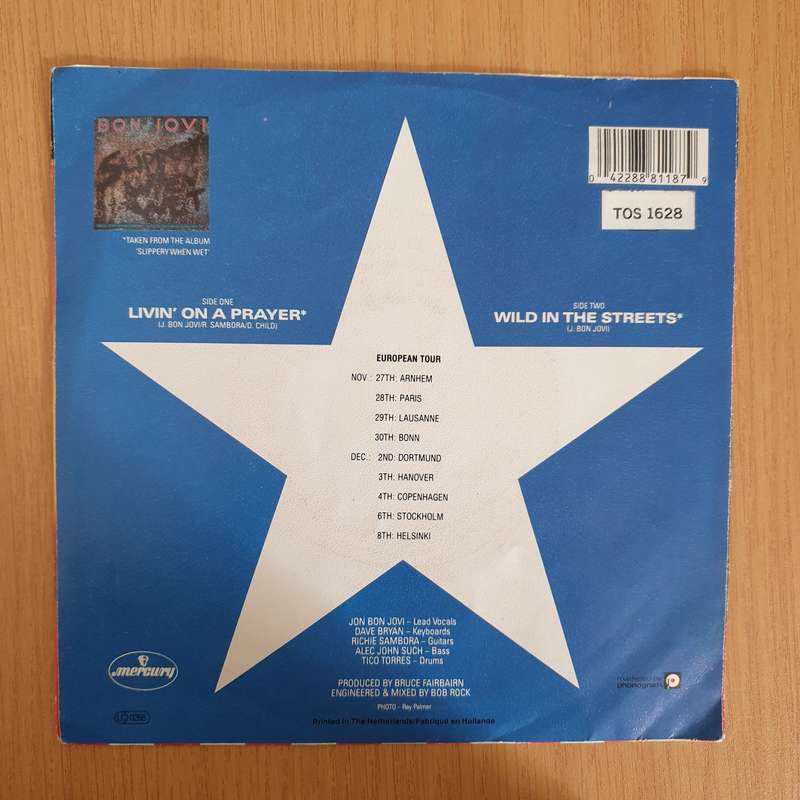 BON JOVI
SLIPPERY
WHEN
WET
*TAKEN FROM THE ALBUM
'SLIPPERY WHEN WET'
0 42288 81187 9
TOS 1628
SIDE ONE
LIVIN' ON A PRAYER*
(J. BON JOVI/R. SAMBORA/D. CHILD)
SIDE TWO
WILD IN THE STREETS*
(J. BON JOVI)
EUROPEAN TOUR
NOV.: 27TH: ARNHEM
28TH: PARIS
29TH: LAUSANNE
30TH: BONN
DEC.: 2ND: DORTMUND
3TH: HANOVER
4TH: COPENHAGEN
6TH: STOCKHOLM
8TH: HELSINKI
JON BON JOVI – Lead Vocals
DAVE BRYAN – Keyboards
RICHIE SAMBORA – Guitars
ALEC JOHN SUCH – Bass
TICO TORRES – Drums
PRODUCED BY BRUCE FAIRBAIRN
ENGINEERED & MIXED BY BOB ROCK
PHOTO – Ray Palmer
Printed in The Netherlands/Fabriqué en Hollande
mercury
marketed by
phonogram